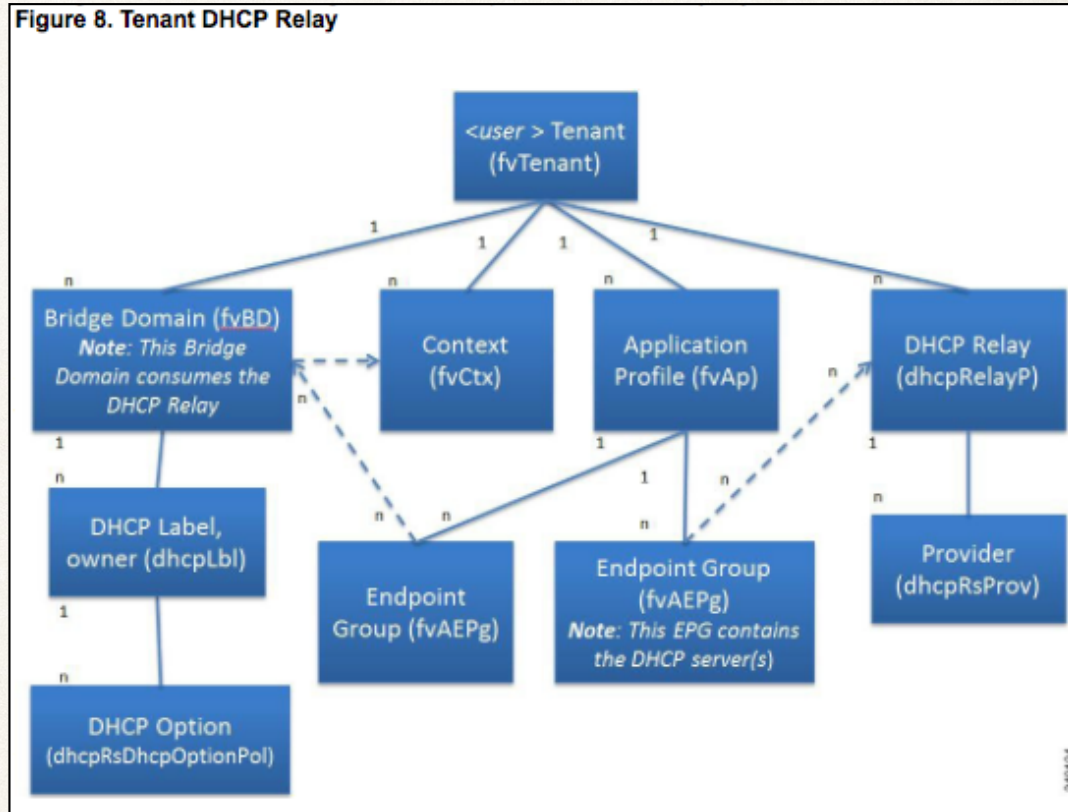 Figure 8. Tenant DHCP Relay
<user > Tenant
(fvTenant)
1
1
1
1
n
n
n
n
Bridge Domain (fvBD)
Note: This Bridge
Domain consumes the
DHCP Relay
Context
(fvCtx)
Application
Profile (fvAp)
DHCP Relay
(dhcpRelayP)
n
n
1
1
1
1
n
n
n
n
n
n
DHCP Label,
owner (dhcpLbl)
Endpoint
Group (fvAEPg)
Endpoint Group
(fvAEPg)
Note: This EPG contains
the DHCP server(s)
Provider
(dhcpRsProv)
1
n
DHCP Option
(dhcpRsDhcpOptionPol)